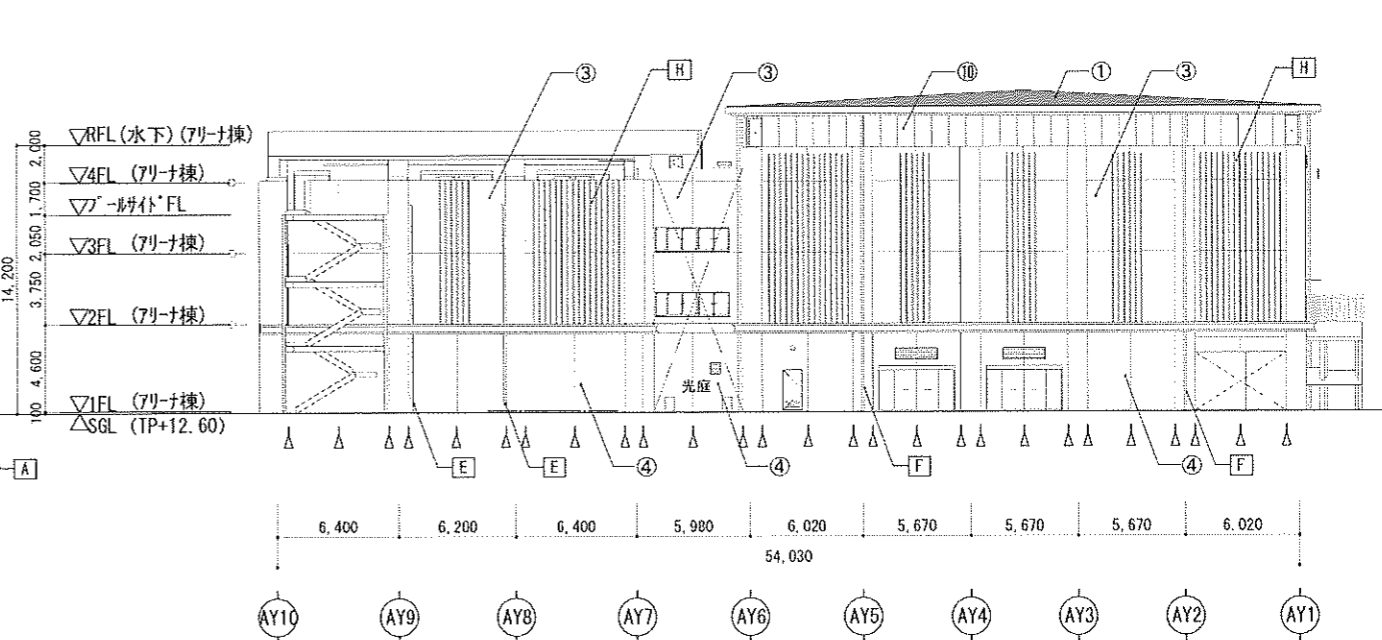 ③ H ③ ⑩ ① ③ H
▽RFL (水下) (アリーナ棟)
▽4FL (アリーナ棟)
▽プールサイドFL
▽3FL (アリーナ棟)
▽2FL (アリーナ棟)
▽1FL (アリーナ棟)
△SGL (TP+12.60)
2,000
1,700
2,050
3,750
4,600
100
14,200
光庭
A E E ④ ④ F ④ F
6,400 6,200 6,400 5,980 6,020 5,670 5,670 5,670 6,020
54,030
AY10 AY9 AY8 AY7 AY6 AY5 AY4 AY3 AY2 AY1